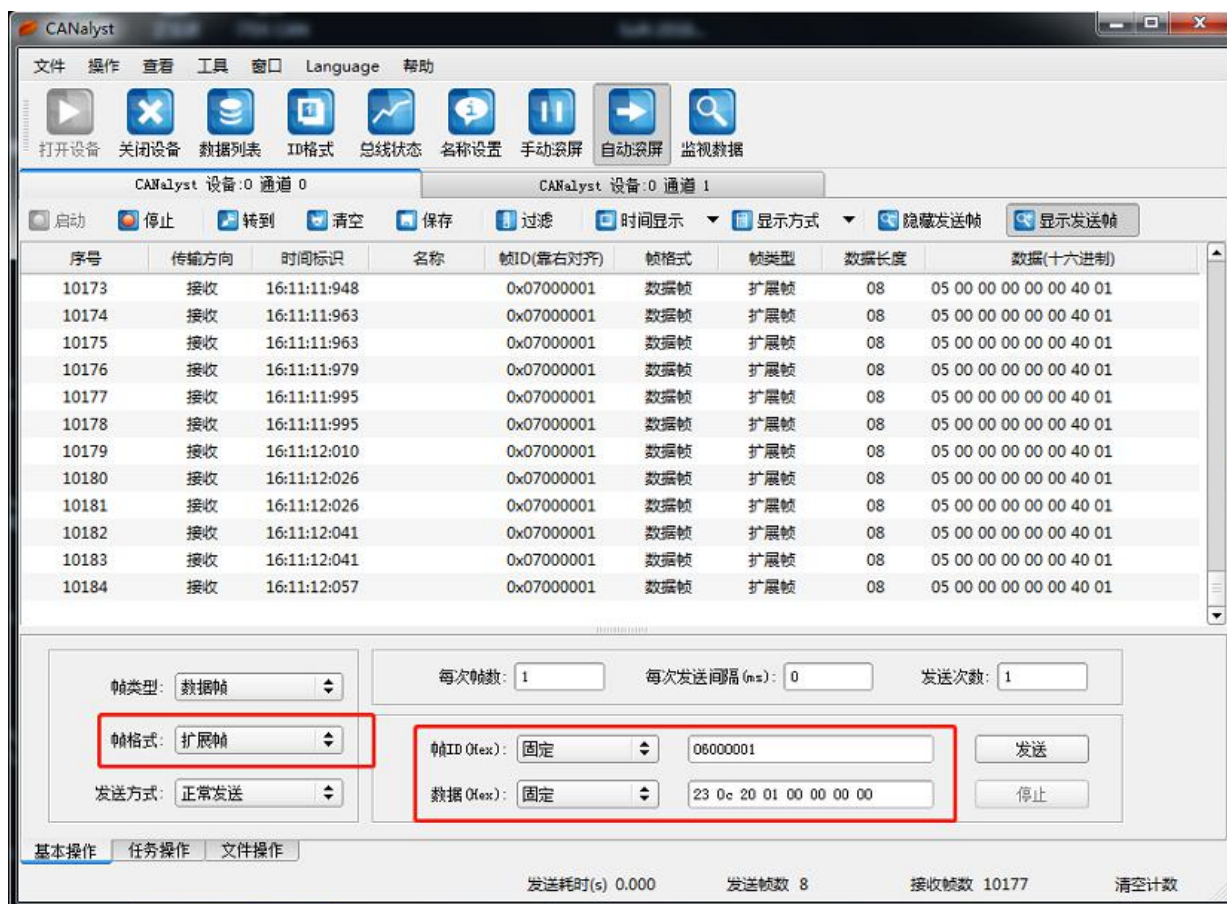 CANalyst
文件 操作 查看 工具 窗口 Language 帮助
打开设备 关闭设备 数据列表 ID格式 总线状态 名称设置 手动滚屏 自动滚屏 监视数据
CANalyst 设备:0 通道 0 CANalyst 设备:0 通道 1
启动 停止 转到 清空 保存 过滤 时间显示 显示方式 隐藏发送帧 显示发送帧
序号 传输方向 时间标识 名称 帧ID(靠右对齐) 帧格式 帧类型 数据长度 数据(十六进制)
10173 接收 16:11:11:948 0x07000001 数据帧 扩展帧 08 05 00 00 00 00 00 40 01
10174 接收 16:11:11:963 0x07000001 数据帧 扩展帧 08 05 00 00 00 00 00 40 01
10175 接收 16:11:11:963 0x07000001 数据帧 扩展帧 08 05 00 00 00 00 00 40 01
10176 接收 16:11:11:979 0x07000001 数据帧 扩展帧 08 05 00 00 00 00 00 40 01
10177 接收 16:11:11:995 0x07000001 数据帧 扩展帧 08 05 00 00 00 00 00 40 01
10178 接收 16:11:11:995 0x07000001 数据帧 扩展帧 08 05 00 00 00 00 00 40 01
10179 接收 16:11:12:010 0x07000001 数据帧 扩展帧 08 05 00 00 00 00 00 40 01
10180 接收 16:11:12:026 0x07000001 数据帧 扩展帧 08 05 00 00 00 00 00 40 01
10181 接收 16:11:12:026 0x07000001 数据帧 扩展帧 08 05 00 00 00 00 00 40 01
10182 接收 16:11:12:041 0x07000001 数据帧 扩展帧 08 05 00 00 00 00 00 40 01
10183 接收 16:11:12:041 0x07000001 数据帧 扩展帧 08 05 00 00 00 00 00 40 01
10184 接收 16:11:12:057 0x07000001 数据帧 扩展帧 08 05 00 00 00 00 00 40 01
帧类型: 数据帧 每次帧数: 1 每次发送间隔(ms): 0 发送次数: 1
帧格式: 扩展帧 帧ID(Hex): 固定 06000001 发送
发送方式: 正常发送 数据(Hex): 固定 23 0c 20 01 00 00 00 00 停止
基本操作 任务操作 文件操作
发送耗时(s) 0.000 发送帧数 8 接收帧数 10177 清空计数